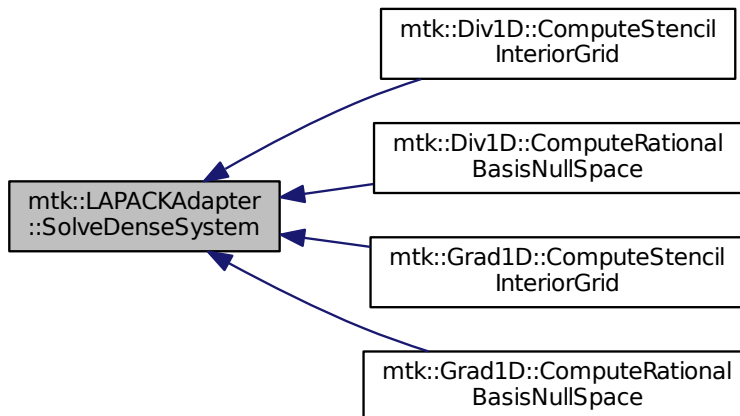 mtk::Div1D::ComputeStencil
InteriorGrid
mtk::Div1D::ComputeRational
BasisNullSpace
mtk::LAPACKAdapter
::SolveDenseSystem
mtk::Grad1D::ComputeStencil
InteriorGrid
mtk::Grad1D::ComputeRational
BasisNullSpace